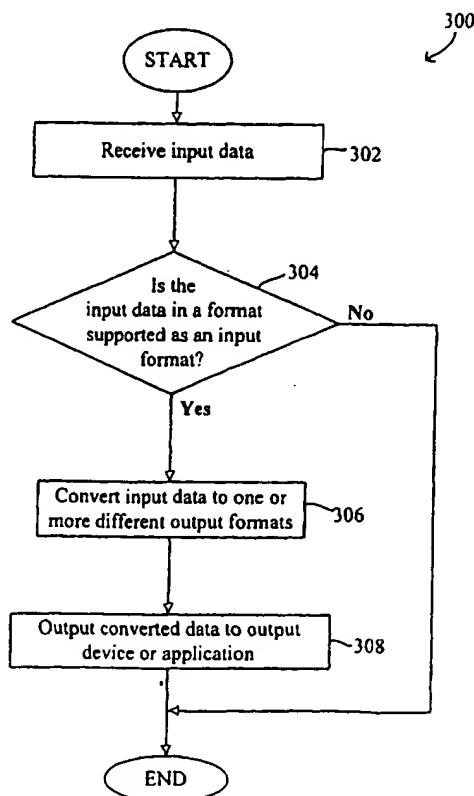 300
START
Receive input data
302
304
Is the
input data in a format
supported as an input
format?
No
Yes
Convert input data to one or
more different output formats
306
Output converted data to output
device or application
308
END